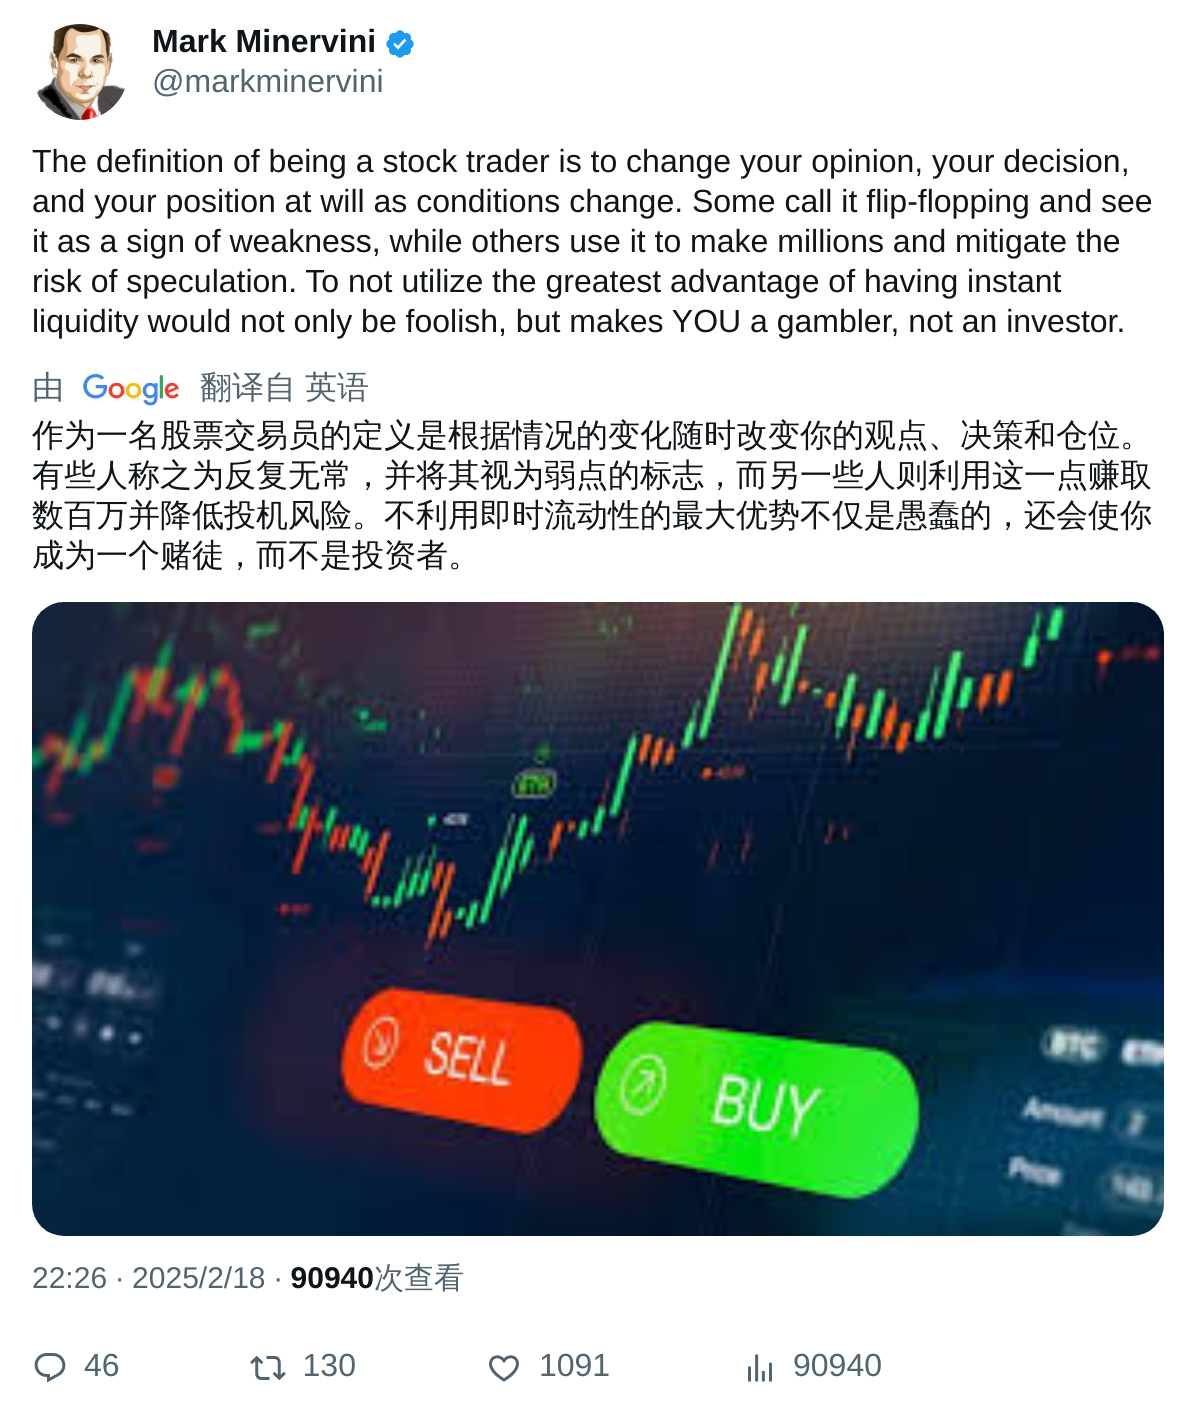 Mark Minervini
@markminervini
The definition of being a stock trader is to change your opinion, your decision,
and your position at will as conditions change. Some call it flip-flopping and see
it as a sign of weakness, while others use it to make millions and mitigate the
risk of speculation. To not utilize the greatest advantage of having instant
liquidity would not only be foolish, but makes YOU a gambler, not an investor.
由 Google 翻译自 英语
作为一名股票交易员的定义是根据情况的变化随时改变你的观点、决策和仓位。
有些人称之为反复无常，并将其视为弱点的标志，而另一些人则利用这一点赚取
数百万并降低投机风险。不利用即时流动性的最大优势不仅是愚蠢的，还会使你
成为一个赌徒，而不是投资者。
SELL
BUY
BTC ETH
Amount 2
Price
22:26 · 2025/2/18 · 90940次查看
46 130 1091 90940